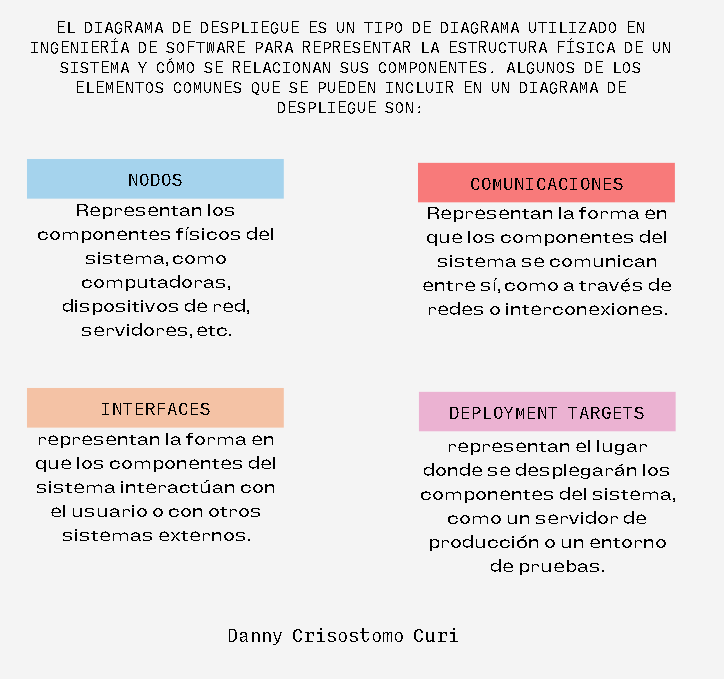 EL DIAGRAMA DE DESPLIEGUE ES UN TIPO DE DIAGRAMA UTILIZADO EN
INGENIERÍA DE SOFTWARE PARA REPRESENTAR LA ESTRUCTURA FÍSICA DE UN
SISTEMA Y CÓMO SE RELACIONAN SUS COMPONENTES. ALGUNOS DE LOS
ELEMENTOS COMUNES QUE SE PUEDEN INCLUIR EN UN DIAGRAMA DE
DESPLIEGUE SON:
NODOS
Representan los
componentes físicos del
sistema, como
computadoras,
dispositivos de red,
servidores, etc.
COMUNICACIONES
Representan la forma en
que los componentes del
sistema se comunican
entre sí, como a través de
redes o interconexiones.
INTERFACES
representan la forma en
que los componentes del
sistema interactúan con
el usuario o con otros
sistemas externos.
DEPLOYMENT TARGETS
representan el lugar
donde se desplegarán los
componentes del sistema,
como un servidor de
producción o un entorno
de pruebas.
Danny Crisostomo Curi